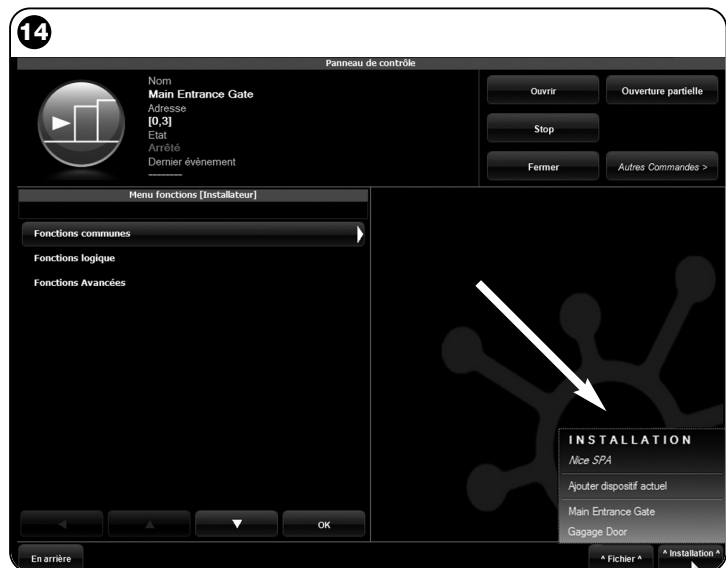 14
Panneau de contrôle
Nom
Main Entrance Gate
Adresse
[0,3]
Etat
Arrêté
Dernier évènement
--------
Ouvrir
Ouverture partielle
Stop
Fermer
Autres Commandes >
Menu fonctions [Installateur]
Fonctions communes
Fonctions logique
Fonctions Avancées
INSTALLATION
Nice SPA
Ajouter dispositif actuel
Main Entrance Gate
Gagage Door
OK
En arrière
^ Fichier ^
^ Installation ^